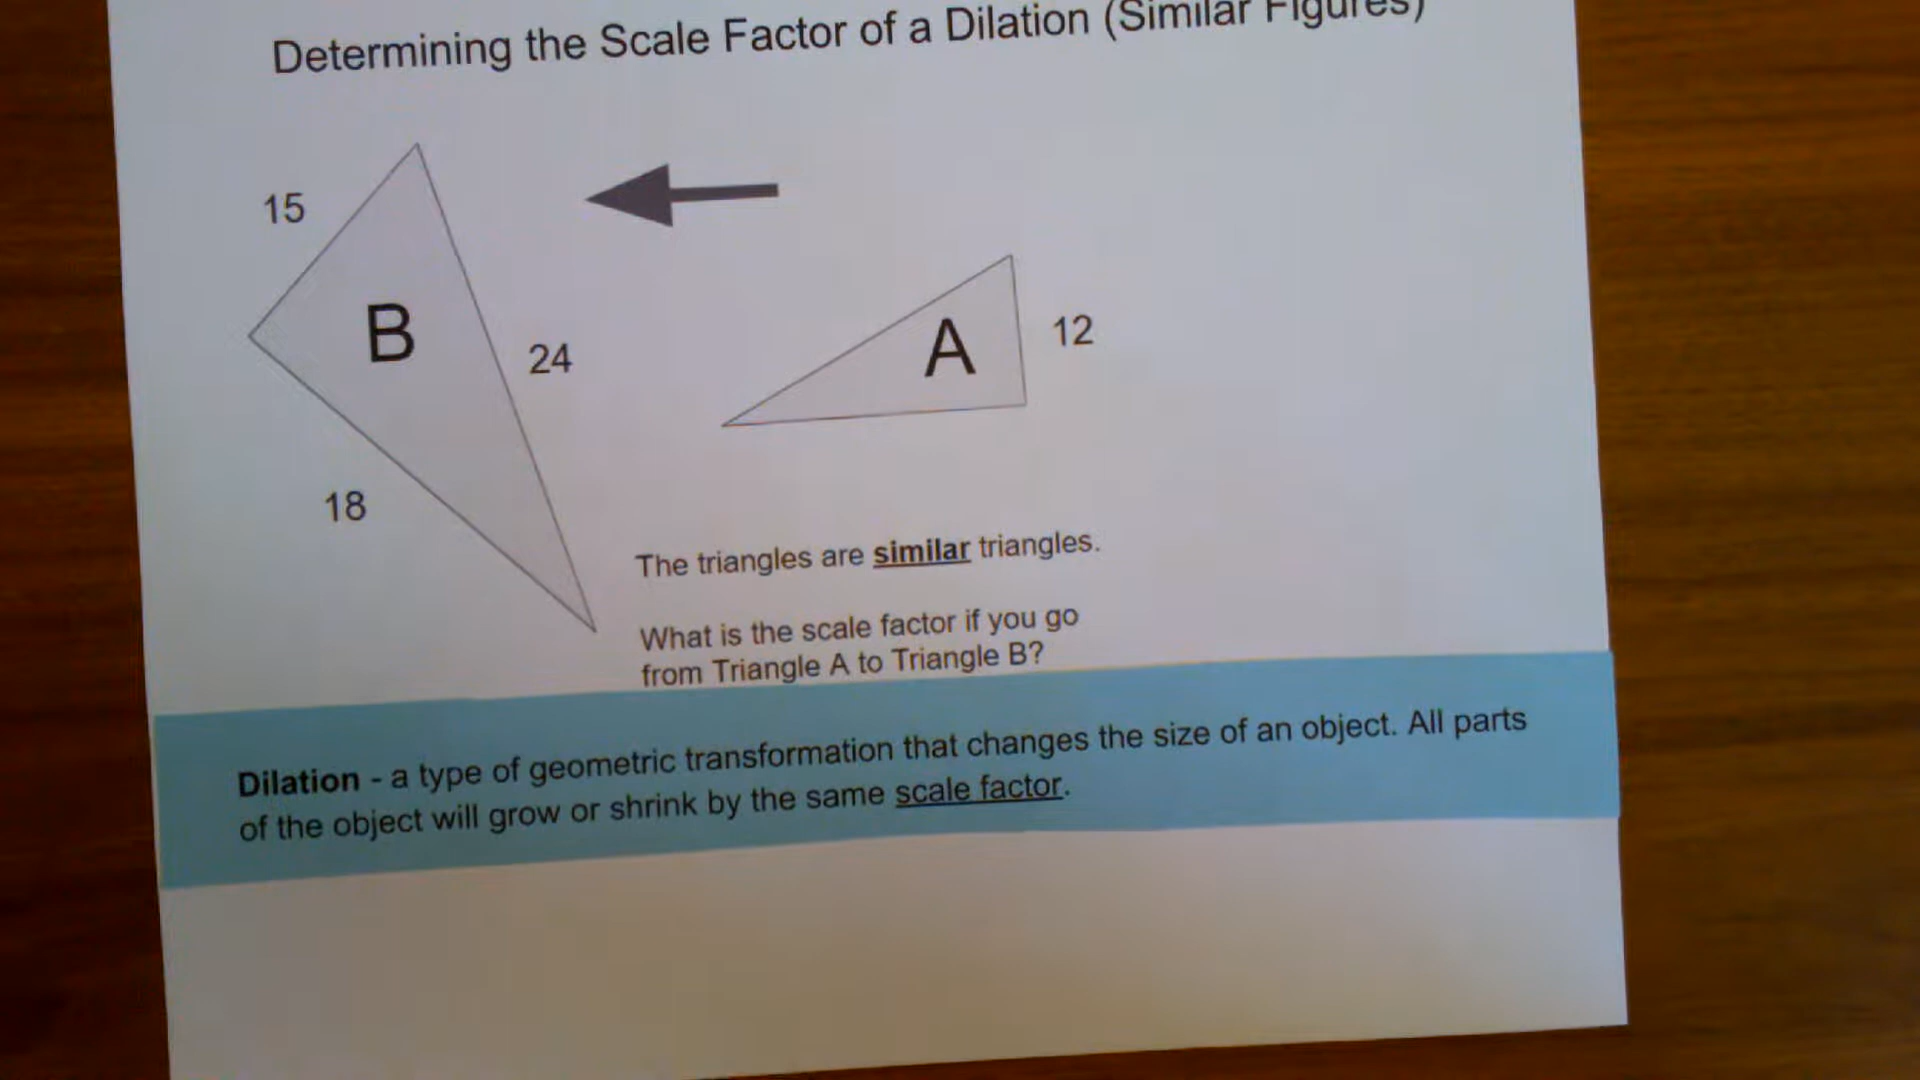 Determining the Scale Factor of a Dilation (Similar Figures)
15
B
24
18
A
12
The triangles are similar triangles.
What is the scale factor if you go
from Triangle A to Triangle B?
Dilation - a type of geometric transformation that changes the size of an object. All parts
of the object will grow or shrink by the same scale factor.